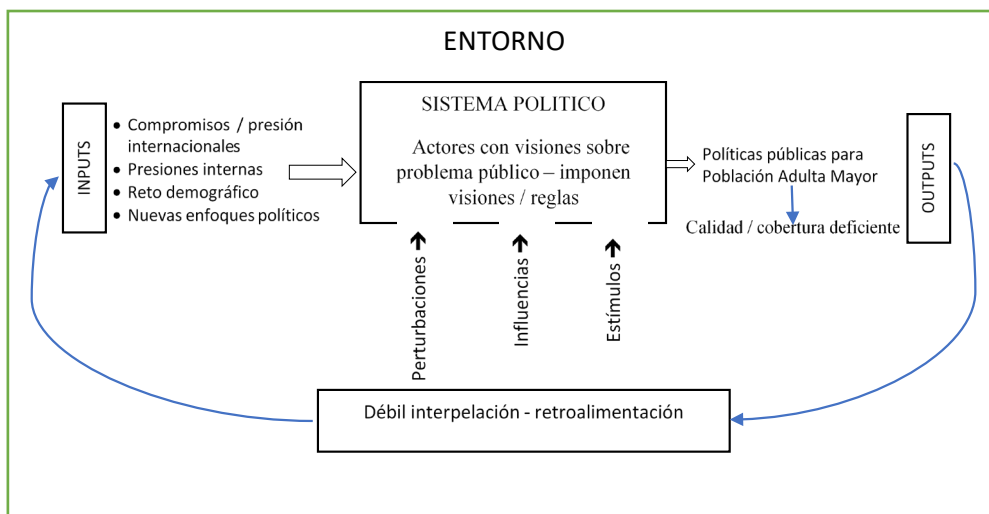 ENTORNO
INPUTS
• Compromisos / presión
internacionales
• Presiones internas
• Reto demográfico
• Nuevas enfoques políticos
SISTEMA POLITICO
Actores con visiones sobre
problema público – imponen
visiones / reglas
Políticas públicas para
Población Adulta Mayor
Calidad / cobertura deficiente
OUTPUTS
Perturbaciones
Influencias
Estímulos
Débil interpelación - retroalimentación